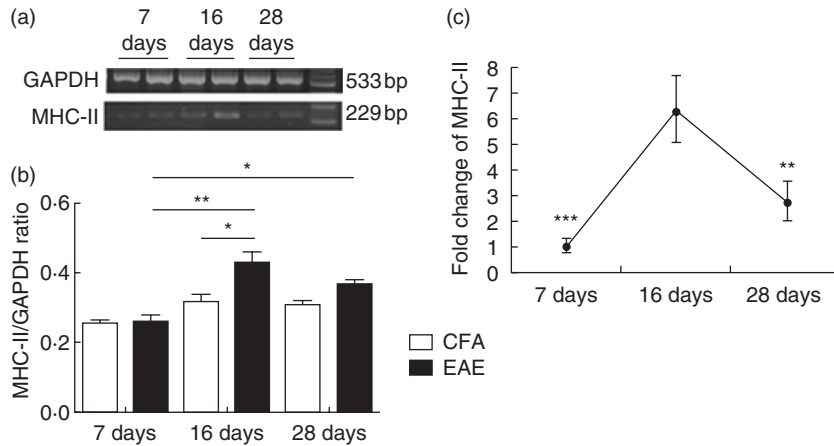 (a)
7 days
16 days
28 days
GAPDH
533 bp
MHC-II
229 bp
(b)
MHC-II/GAPDH ratio
0·6
0·4
0·2
0·0
*
**
*
7 days
16 days
28 days
CFA
EAE
(c)
Fold change of MHC-II
8
7
6
5
4
3
2
1
0
***
**
7 days
16 days
28 days